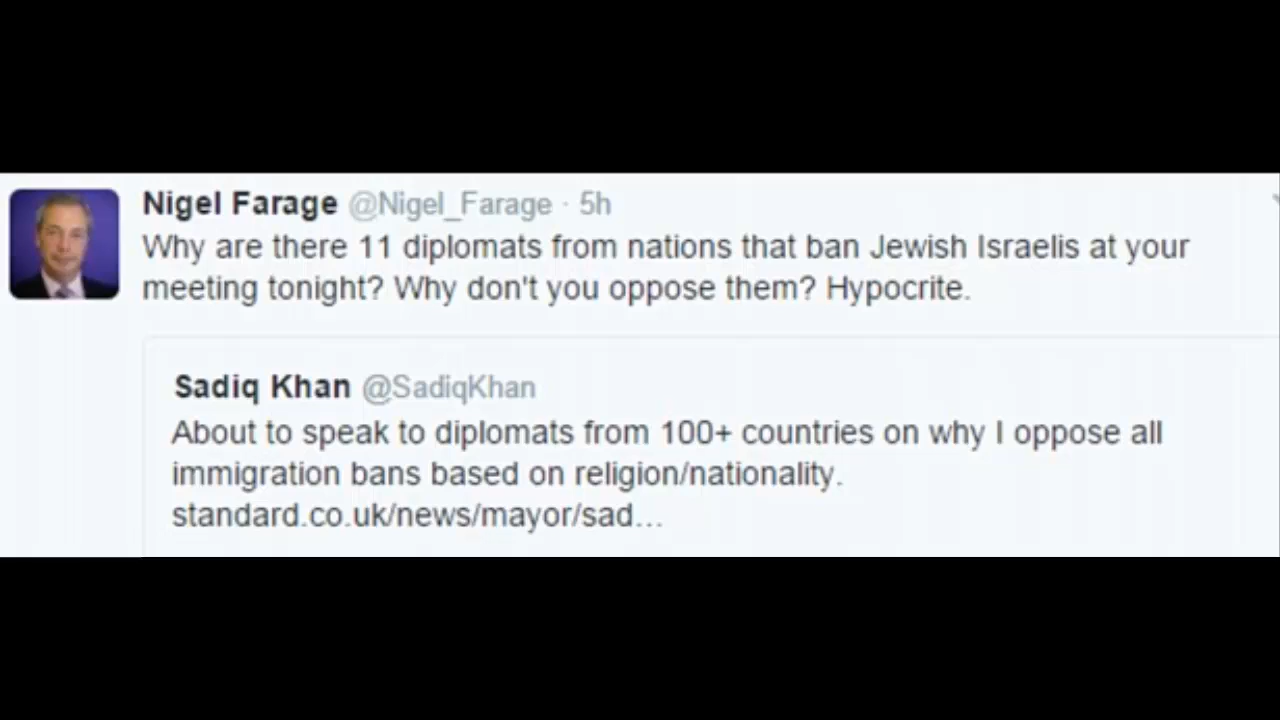 Nigel Farage @Nigel_Farage · 5h
Why are there 11 diplomats from nations that ban Jewish Israelis at your
meeting tonight? Why don't you oppose them? Hypocrite.
Sadiq Khan @SadiqKhan
About to speak to diplomats from 100+ countries on why I oppose all
immigration bans based on religion/nationality.
standard.co.uk/news/mayor/sad...